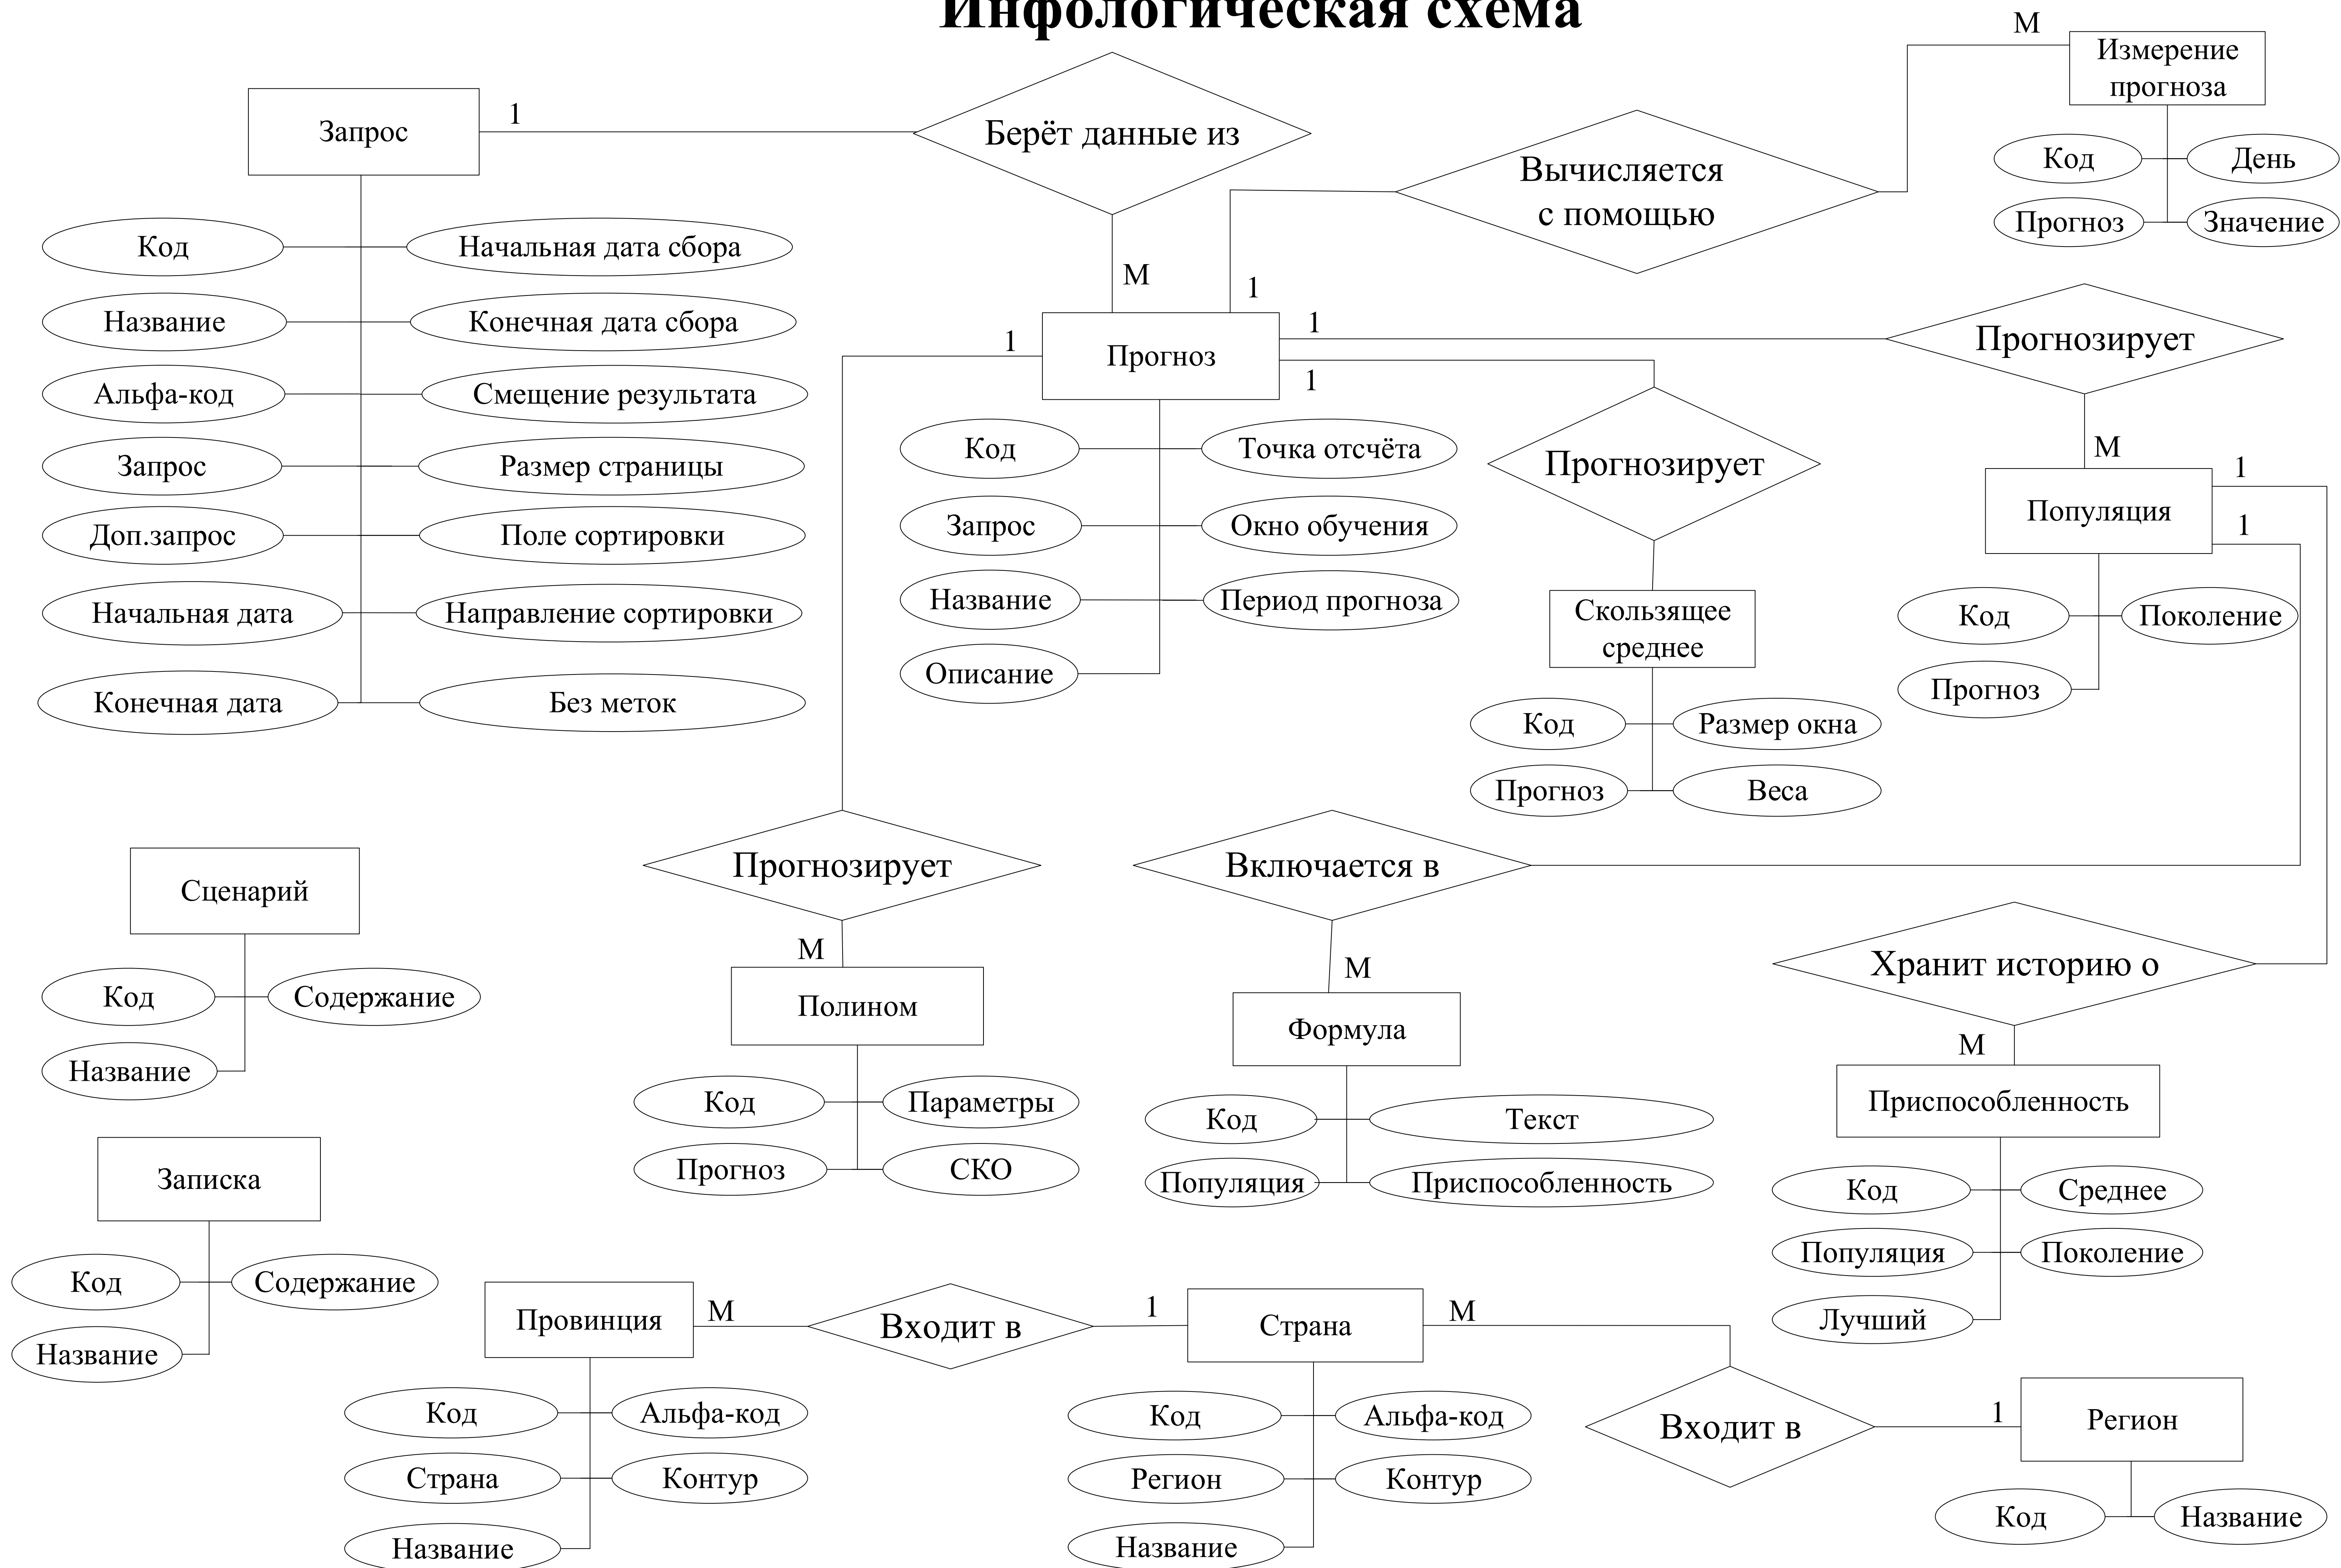 Инфологическая схема
Запрос
1
Берёт данные из
М
Код
Начальная дата сбора
Название
Конечная дата сбора
Альфа-код
Смещение результата
Запрос
Размер страницы
Доп.запрос
Поле сортировки
Начальная дата
Направление сортировки
Конечная дата
Без меток
Вычисляется
с помощью
М
1
Измерение
прогноза
Код
День
Прогноз
Значение
Прогноз
1
1
1
Код
Точка отсчёта
Запрос
Окно обучения
Название
Период прогноза
Описание
Прогнозирует
Скользящее
среднее
Код
Размер окна
Прогноз
Веса
Прогнозирует
М
Популяция
1
1
Код
Поколение
Прогноз
Сценарий
Код
Содержание
Название
Записка
Код
Содержание
Название
Прогнозирует
М
Полином
Код
Параметры
Прогноз
СКО
Включается в
М
Формула
Код
Текст
Популяция
Приспособленность
Хранит историю о
М
Приспособленность
Код
Среднее
Популяция
Поколение
Лучший
Провинция
М
Входит в
1
Страна
М
Код
Альфа-код
Страна
Контур
Название
Код
Альфа-код
Регион
Контур
Название
Входит в
1
Регион
Код
Название